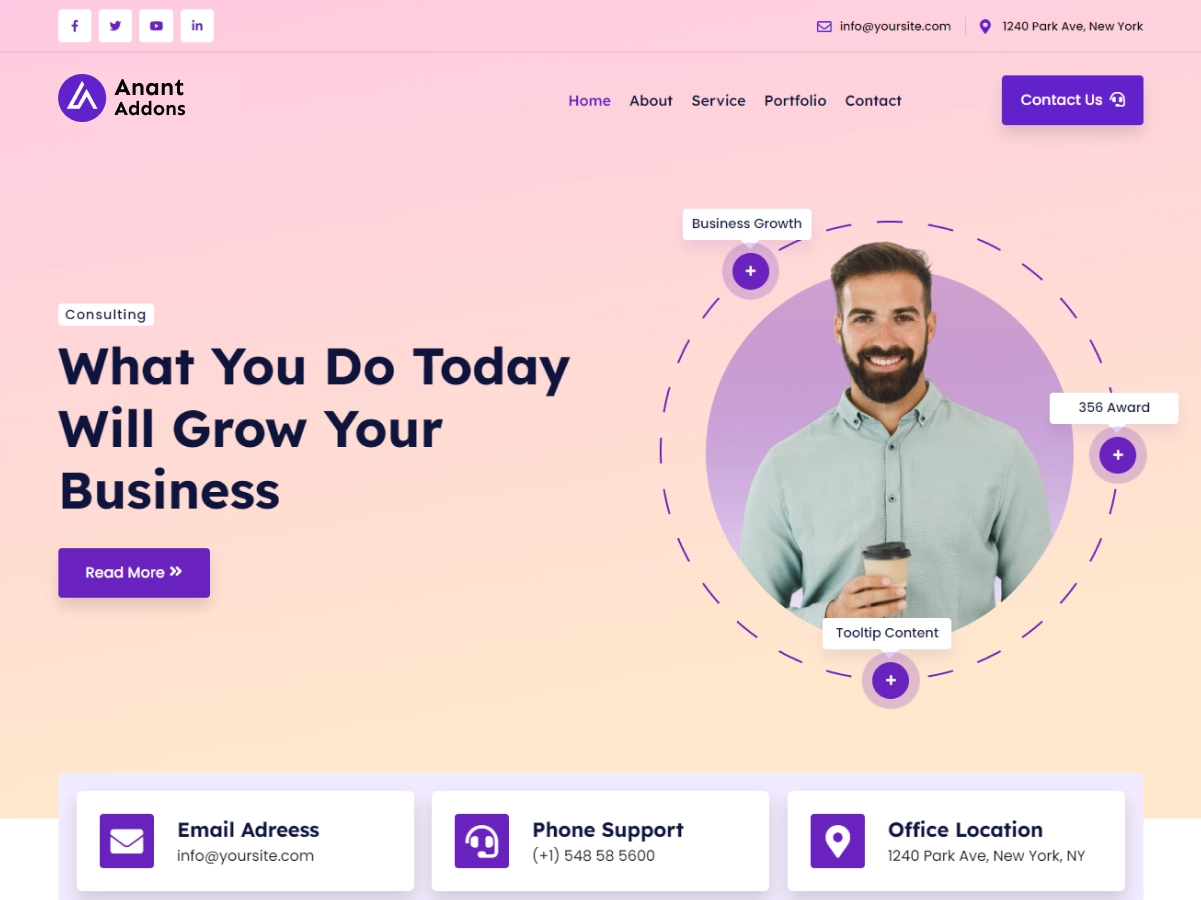 info@yoursite.com
1240 Park Ave, New York
Anant
Addons
Home
About
Service
Portfolio
Contact
Contact Us
Business Growth
356 Award
Tooltip Content
Consulting
What You Do Today
Will Grow Your
Business
Read More
Email Adreess
info@yoursite.com
Phone Support
(+1) 548 58 5600
Office Location
1240 Park Ave, New York, NY